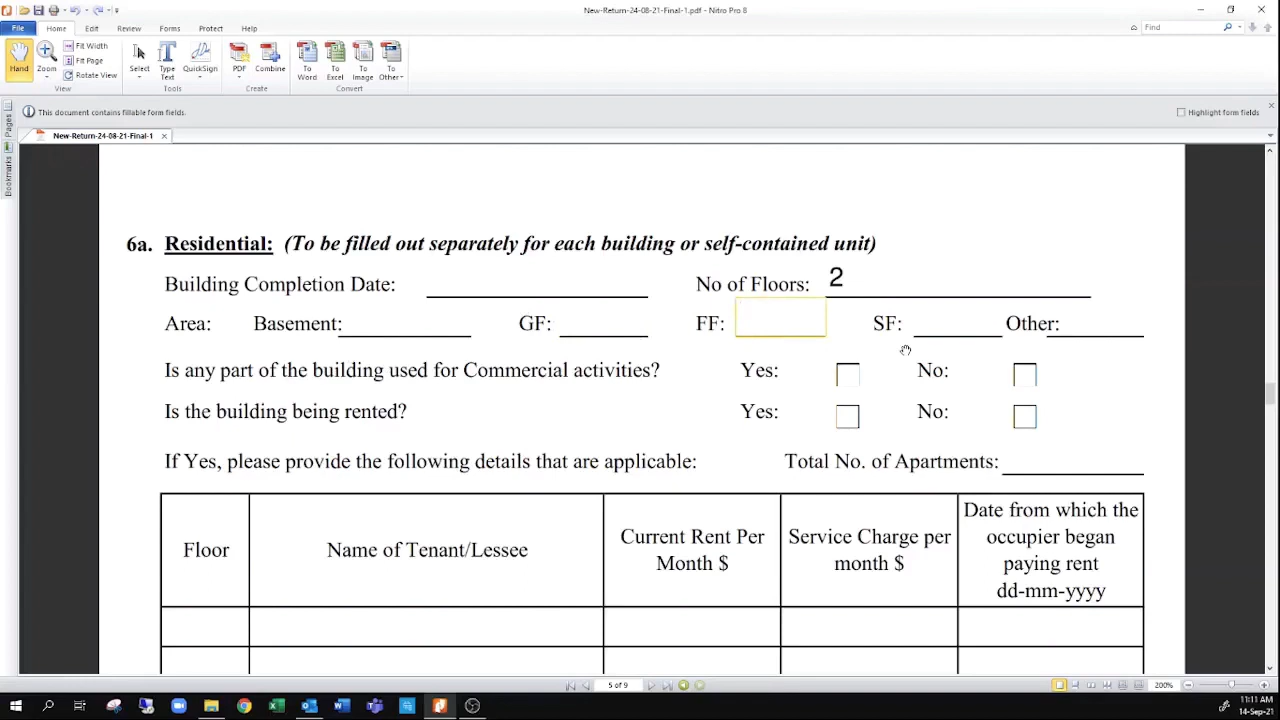 New-Return-24-08-21-Final-1.pdf - Nitro Pro 8
File Home Edit Review Forms Protect Help
Find
Hand Zoom Fit Width Fit Page Rotate View Select Type Text QuickSign PDF Combine To Word To Excel To Image To Other
View Tools Create Convert
This document contains fillable form fields. Highlight form fields
New-Return-24-08-21-Final-1
Pages
Bookmarks
6a. Residential: (To be filled out separately for each building or self-contained unit)
Building Completion Date: No of Floors: 2
Area: Basement: GF: FF: SF: Other:
Is any part of the building used for Commercial activities? Yes: No:
Is the building being rented? Yes: No:
If Yes, please provide the following details that are applicable: Total No. of Apartments:
Floor Name of Tenant/Lessee Current Rent Per Month $ Service Charge per month $ Date from which the occupier began paying rent dd-mm-yyyy
5 of 9 200%
11:11 AM
14-Sep-21